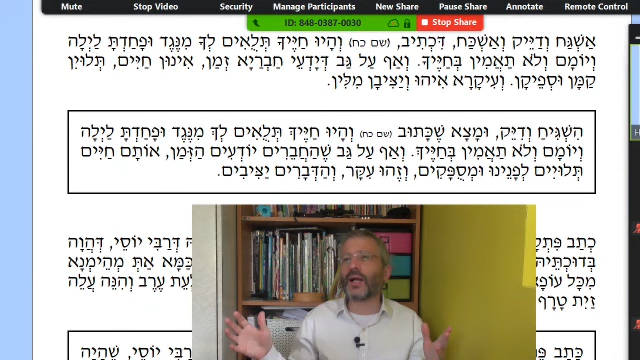 Mute Stop Video Security Manage Participants New Share Pause Share Annotate Remote Control
ID: 848-0387-0030 Stop Share
אַשְׁגַּח וְדַיֵּיק וְאַשְׁכַּח, דִּכְתִיב, (שם כח) וְהָיוּ חַיֶּיךָ תְּלֻאִים לְךָ מִנֶּגֶד וּפָחַדְתָּ לַיְלָה
וְיוֹמָם וְלֹא תַאֲמִין בְּחַיֶּיךָ. וְאַף עַל גַּב דְּיָדְעֵי חַבְרַיָּיא זְמַן, אִינוּן חַיִּים, תַּלְוִיָּן
קַמָּן וּסְפֵיקָן. וְעִיקָּרָא אִיהוּ וְיַצִּיבָן מִלִּין.
הִשְׁגִּיחַ וְדִיֵּק, וּמָצָא שֶׁכָּתוּב (שם כח) וְהָיוּ חַיֶּיךָ תְּלֻאִים לְךָ מִנֶּגֶד וּפָחַדְתָּ לַיְלָה
וְיוֹמָם וְלֹא תַאֲמִין בְּחַיֶּיךָ. וְאַף עַל גַּב שֶׁהַחֲבֵרִים יוֹדְעִים הַזְּמַן, אוֹתָם חַיִּים
תְּלוּיִים לְפָנֵינוּ וּמְסֻפָּקִים, וְזֶהוּ עִקָּר, וְהַדְּבָרִים יַצִּיבִים.
כְּתַב דְּרַבִּי יוֹסֵי, דְּהֲוָה
בְּדוּכְתֵּיהּ כַּמָּא אַתְּ מְהֵימְנָא
מִכָּל עוֹפֵא לְעֵת עֶרֶב וְהִנֵּה עֲלֵה
זַיִת טָרָף
כָּתַב רַבִּי יוֹסֵי, שֶׁהָיָה